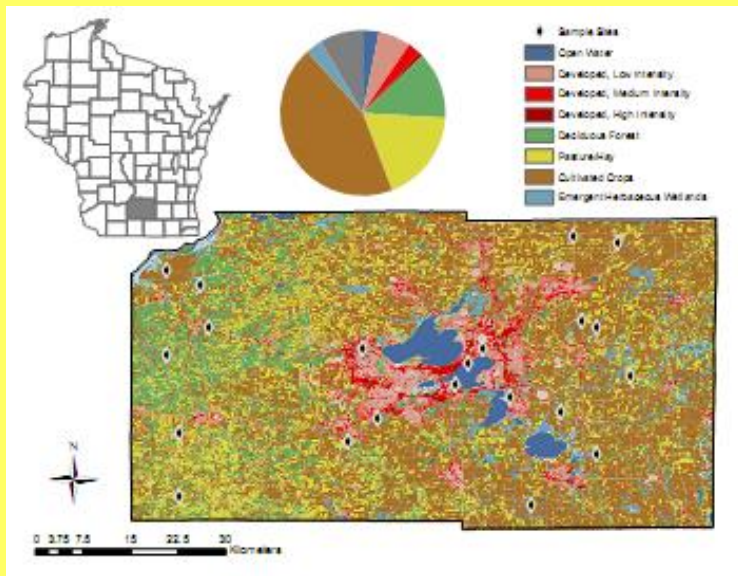 Sample Sites
Open Water
Developed, Low Intensity
Developed, Medium Intensity
Developed, High Intensity
Deciduous Forest
Pasture/Hay
Cultivated Crops
Emergent Herbaceous Wetlands
N
0 3.75 7.5 15 22.5 30
Kilometers